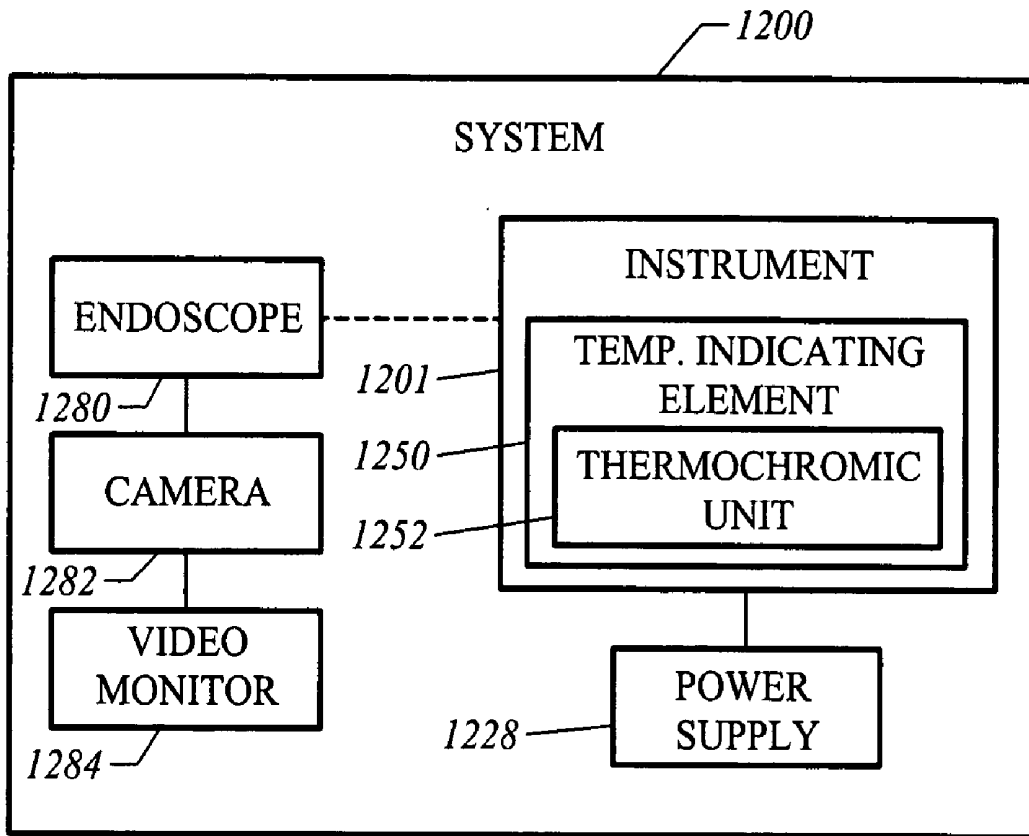 1200
SYSTEM
INSTRUMENT
ENDOSCOPE
TEMP. INDICATING
ELEMENT
1201
1280
1250
THERMOCHROMIC
UNIT
CAMERA
1252
1282
VIDEO
MONITOR
POWER
SUPPLY
1228
1284